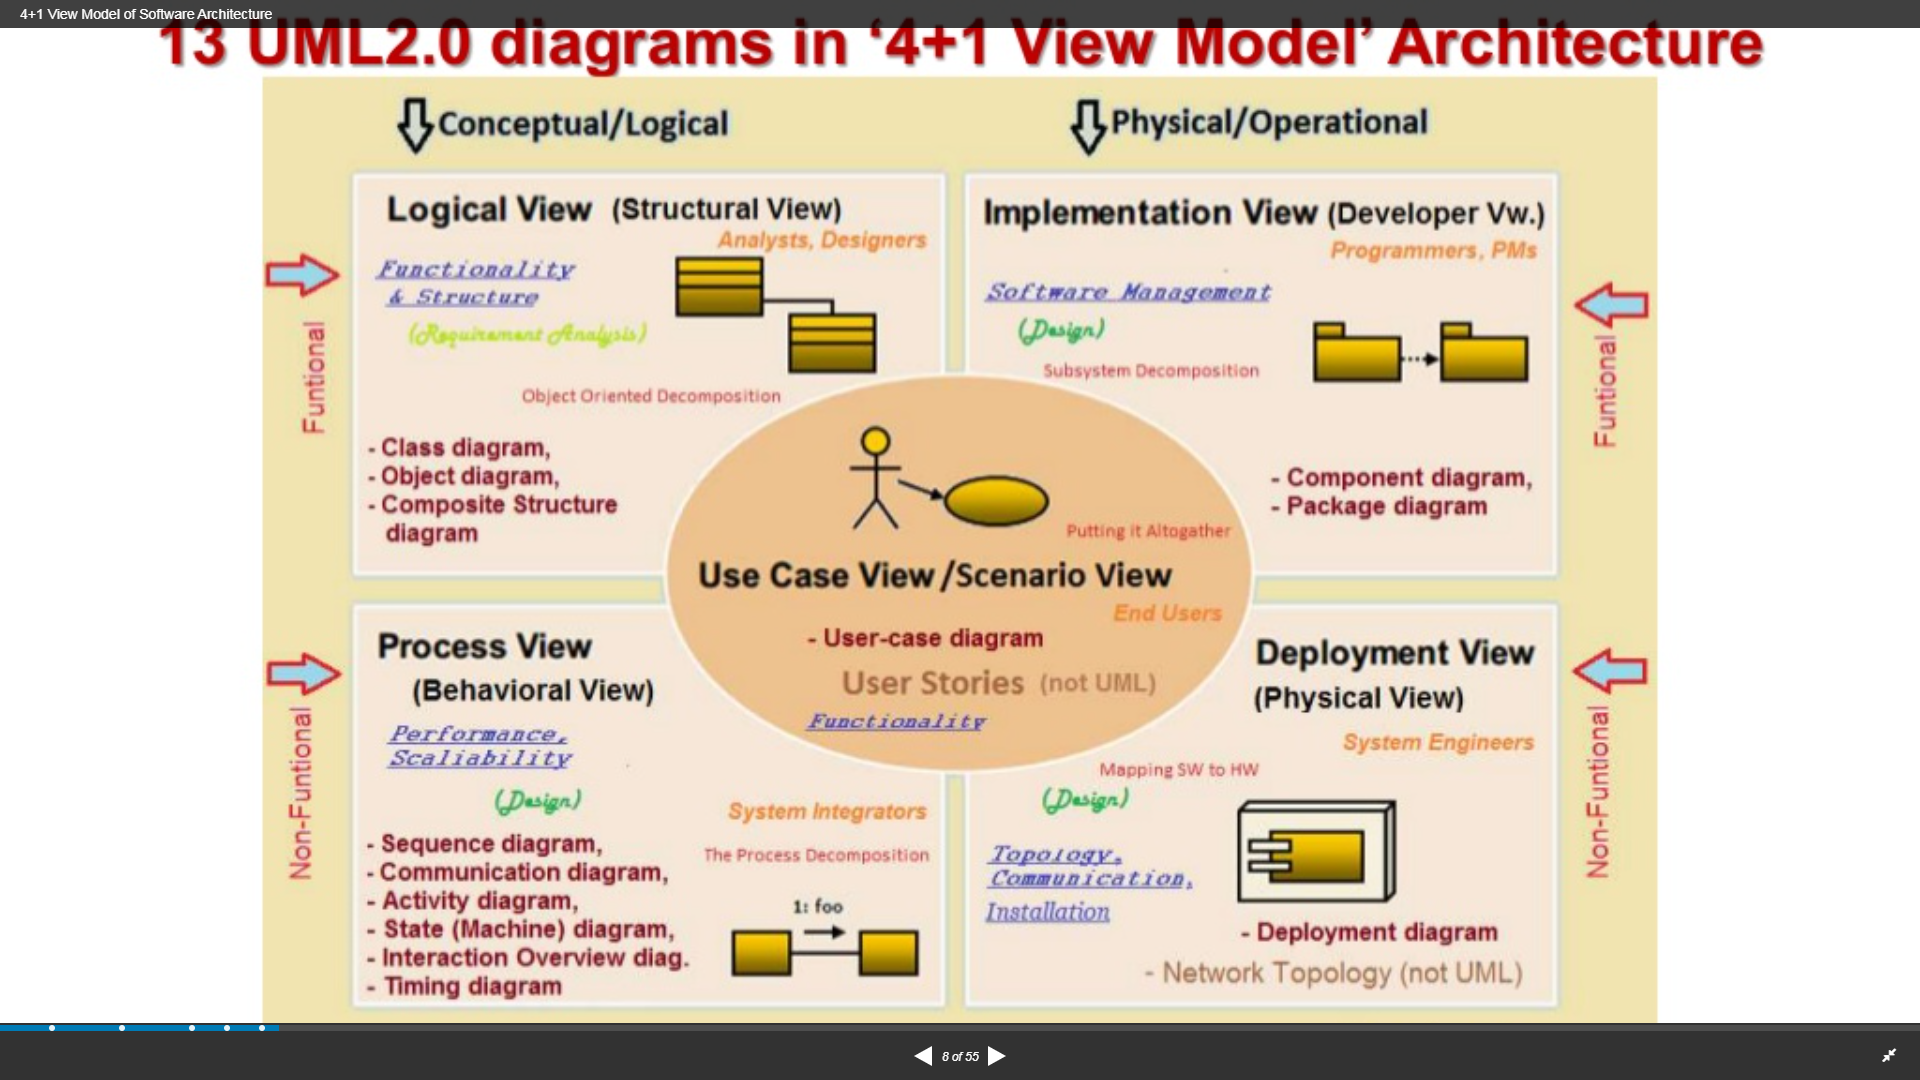 4+1 View Model of Software Architecture
13 UML2.0 diagrams in ‘4+1 View Model’ Architecture
Conceptual/Logical
Physical/Operational
Logical View (Structural View)
Analysts, Designers
Functionality
& Structure
(Requirement Analysis)
Object Oriented Decomposition
- Class diagram,
- Object diagram,
- Composite Structure
diagram
Funtional
Implementation View (Developer Vw.)
Programmers, PMs
Software Management
(Design)
Subsystem Decomposition
- Component diagram,
- Package diagram
Funtional
Putting it Altogather
Use Case View /Scenario View
End Users
- User-case diagram
User Stories (not UML)
Functionality
Process View
(Behavioral View)
Performance,
Scaliability
(Design)
System Integrators
The Process Decomposition
- Sequence diagram,
- Communication diagram,
- Activity diagram,
- State (Machine) diagram,
- Interaction Overview diag.
- Timing diagram
1: foo
Non-Funtional
Deployment View
(Physical View)
System Engineers
Mapping SW to HW
(Design)
Topology,
Communication,
Installation
- Deployment diagram
- Network Topology (not UML)
Non-Funtional
8 of 55